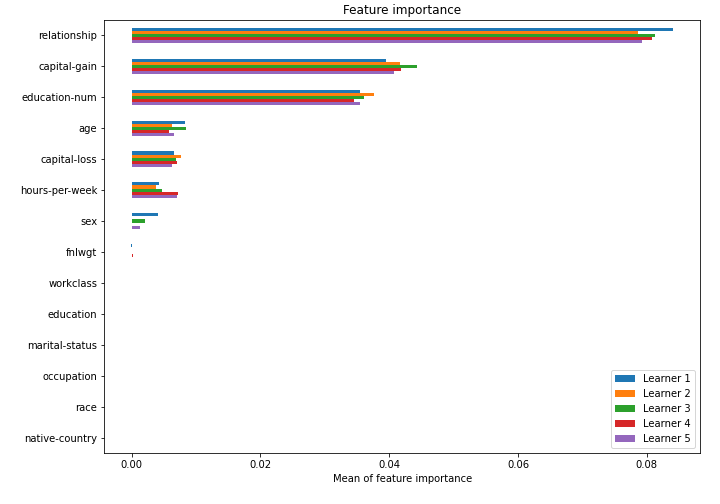 Feature importance
relationship
capital-gain
education-num
age
capital-loss
hours-per-week
sex
fnlwgt
workclass
education
marital-status
occupation
race
native-country
Learner 1
Learner 2
Learner 3
Learner 4
Learner 5
0.00 0.02 0.04 0.06 0.08
Mean of feature importance